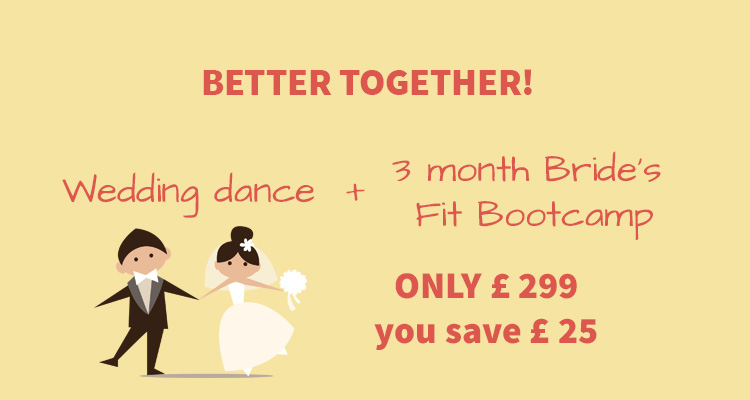 BETTER TOGETHER!
Wedding dance + 3 month Bride's
Fit Bootcamp
ONLY £ 299
you save £ 25